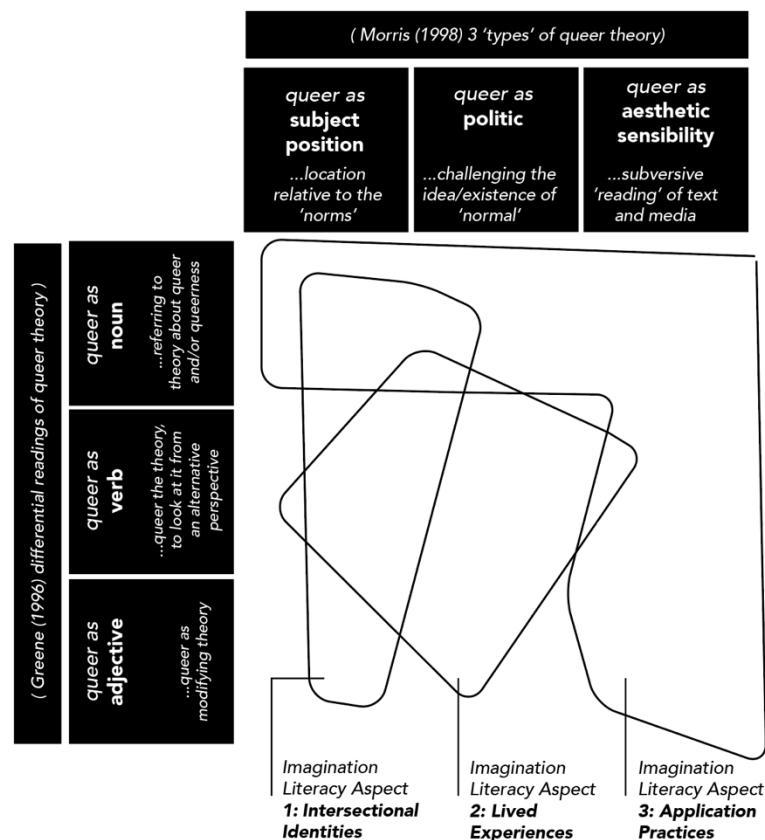 ( Morris (1998) 3 ‘types’ of queer theory)
queer as
subject
position
...location
relative to the
‘norms’
queer as
politic
...challenging the
idea/existence of
‘normal’
queer as
aesthetic
sensibility
...subversive
‘reading’ of text
and media
( Greene (1996) differential readings of queer theory )
queer as
noun
...referring to
theory about queer
and/or queerness
queer as
verb
...queer the theory,
to look at it from
an alternative
perspective
queer as
adjective
...queer as
modifying theory
Imagination
Literacy Aspect
1: Intersectional
Identities
Imagination
Literacy Aspect
2: Lived
Experiences
Imagination
Literacy Aspect
3: Application
Practices